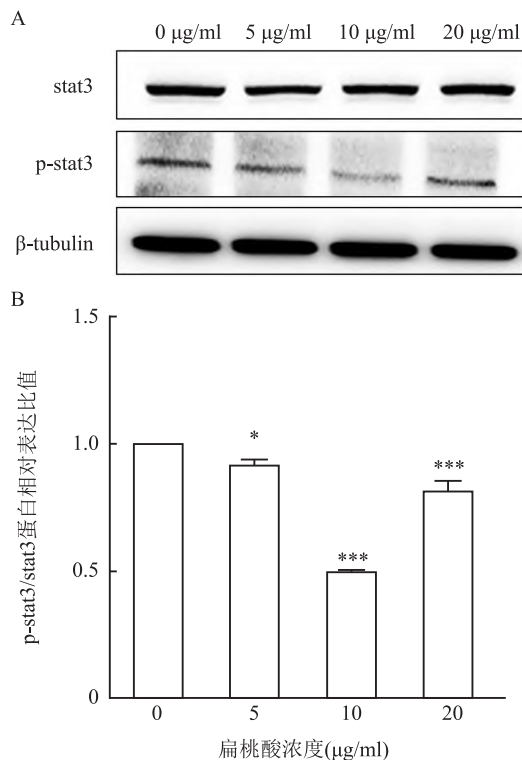 A
0 μg/ml 5 μg/ml 10 μg/ml 20 μg/ml
stat3
p-stat3
β-tubulin
B
p-stat3/stat3蛋白相对表达比值
1.5
1.0
0.5
0
*
***
***
0 5 10 20
扁桃酸浓度(μg/ml)